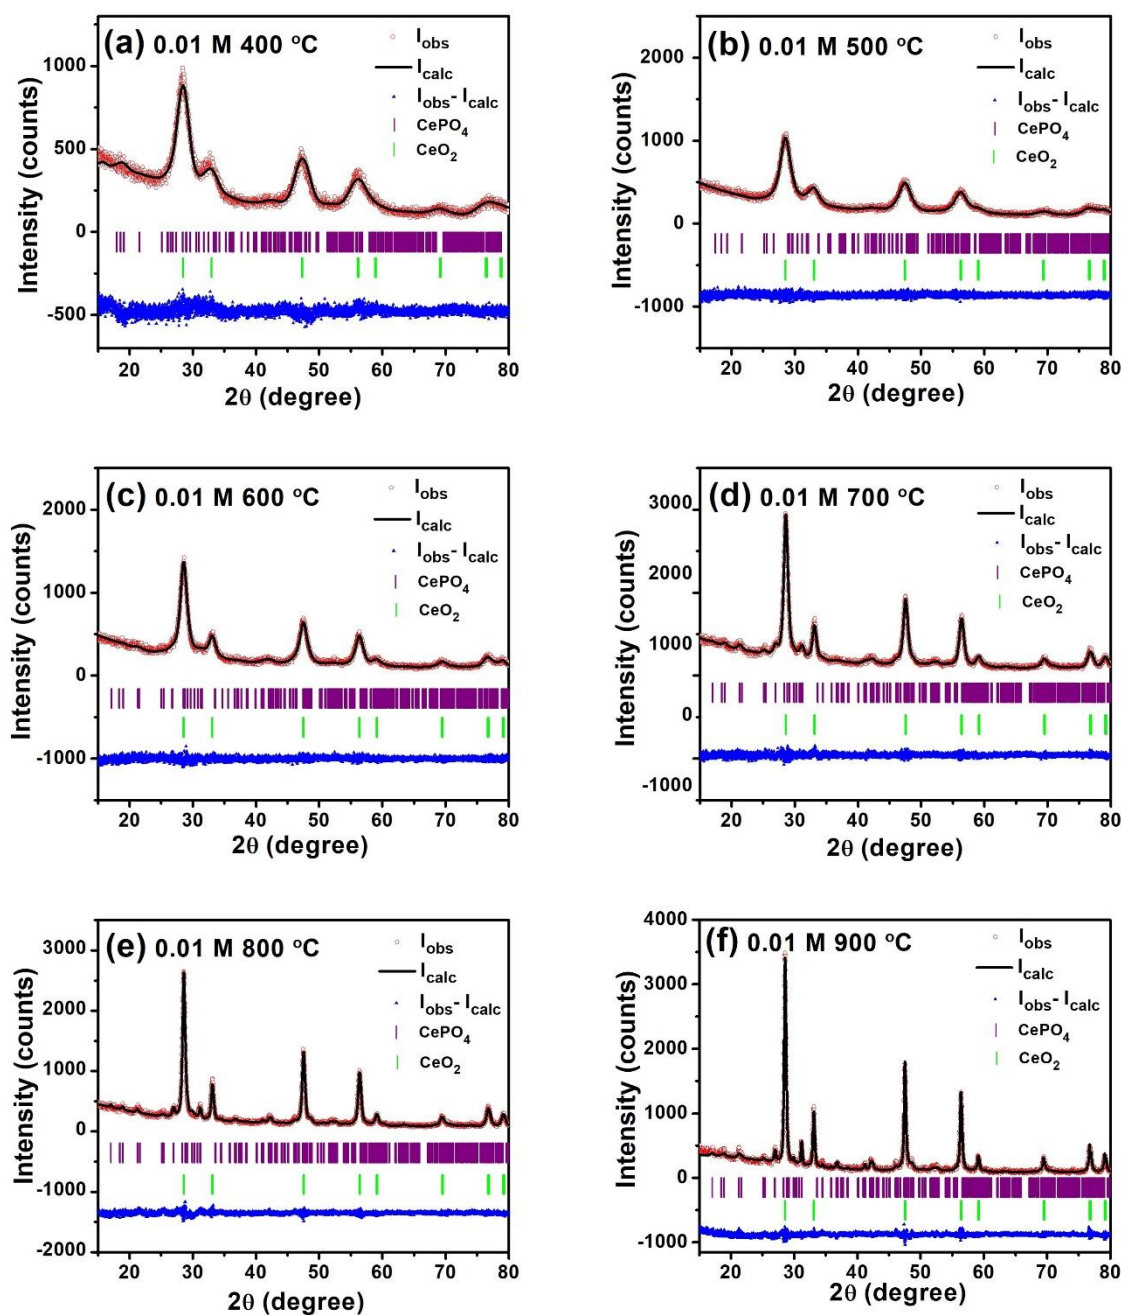 (a) 0.01 M 400 °C
I_obs
I_calc
I_obs- I_calc
CePO4
CeO2
Intensity (counts)
1000
500
0
-500
20 30 40 50 60 70 80
2θ (degree)
(b) 0.01 M 500 °C
I_obs
I_calc
I_obs- I_calc
CePO4
CeO2
Intensity (counts)
2000
1000
0
-1000
20 30 40 50 60 70 80
2θ (degree)
(c) 0.01 M 600 °C
I_obs
I_calc
I_obs- I_calc
CePO4
CeO2
Intensity (counts)
2000
1000
0
-1000
20 30 40 50 60 70 80
2θ (degree)
(d) 0.01 M 700 °C
I_obs
I_calc
I_obs- I_calc
CePO4
CeO2
Intensity (counts)
3000
2000
1000
0
-1000
20 30 40 50 60 70 80
2θ (degree)
(e) 0.01 M 800 °C
I_obs
I_calc
I_obs- I_calc
CePO4
CeO2
Intensity (counts)
3000
2000
1000
0
-1000
-2000
20 30 40 50 60 70 80
2θ (degree)
(f) 0.01 M 900 °C
I_obs
I_calc
I_obs- I_calc
CePO4
CeO2
Intensity (counts)
4000
3000
2000
1000
0
-1000
20 30 40 50 60 70 80
2θ (degree)